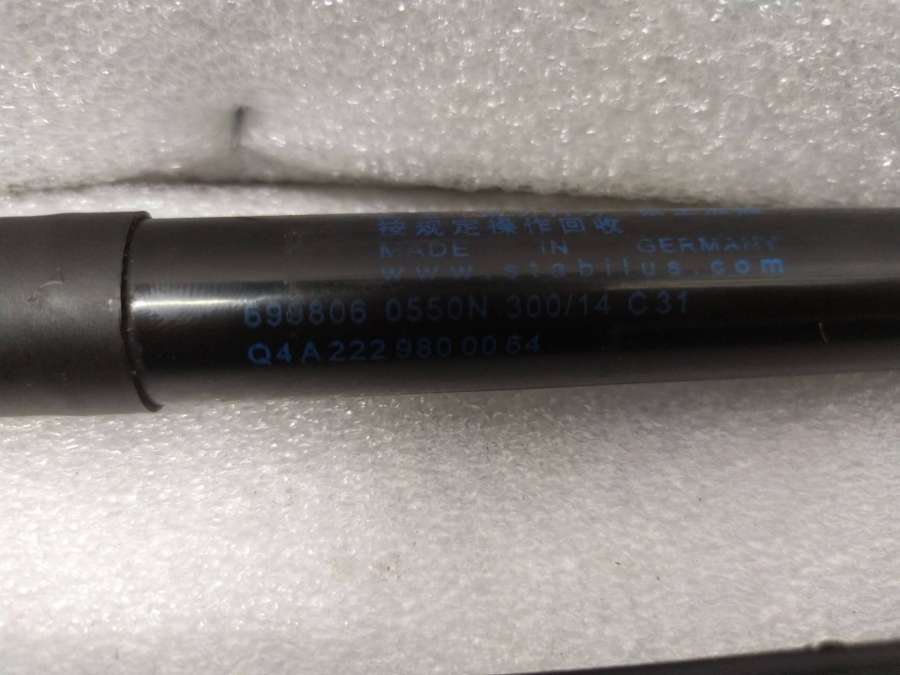 按规定操作回收
MADE IN GERMANY
www.stabilus.com
690806 0550N 300/14 C31
Q4 A 222 980 00 64